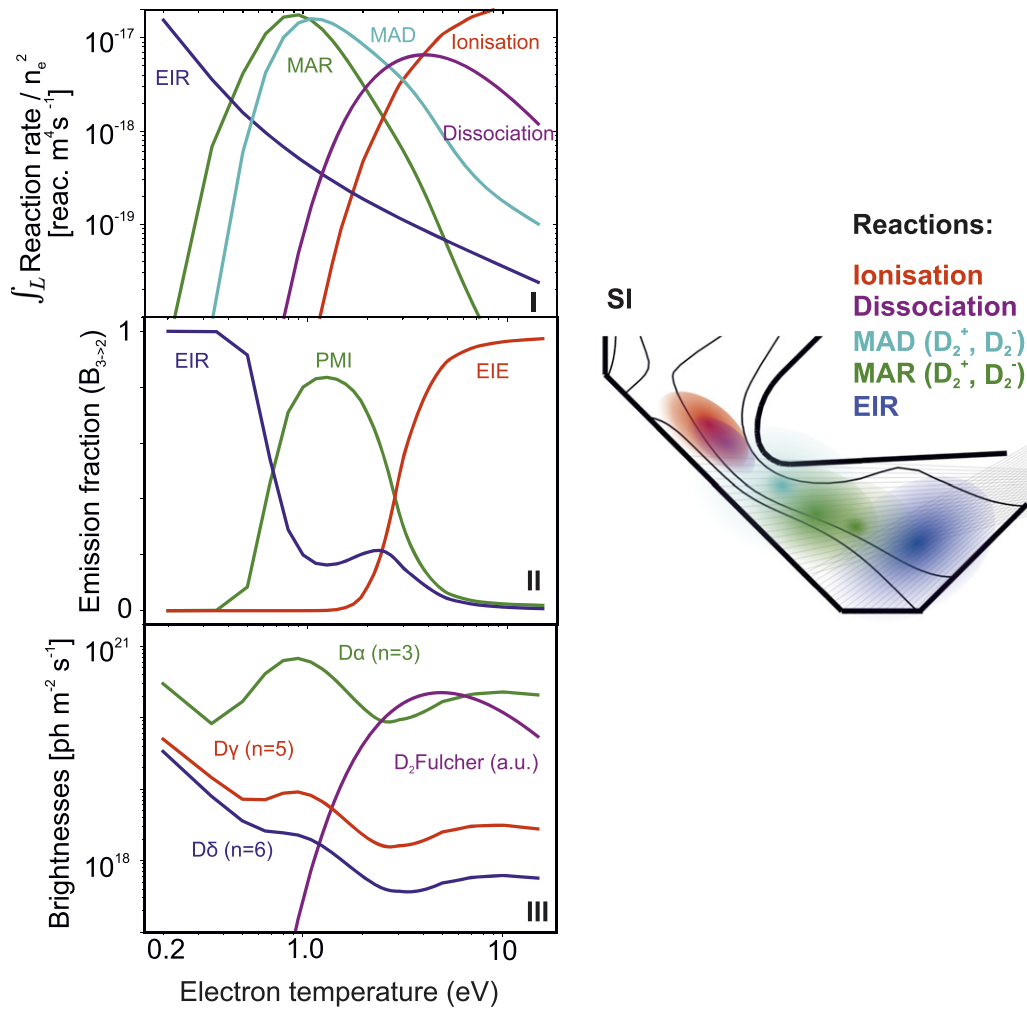 ∫L Reaction rate / ne2
[reac. m4s-1]
10-17
10-18
10-19
EIR
MAR
MAD
Ionisation
Dissociation
I
Emission fraction (B3->2)
1
0
EIR
PMI
EIE
II
Brightnesses [ph m-2 s-1]
1021
1018
Dα (n=3)
Dγ (n=5)
D2Fulcher (a.u.)
Dδ (n=6)
III
0.2
1.0
10
Electron temperature (eV)
SI
Reactions:
Ionisation
Dissociation
MAD (D2+, D2-)
MAR (D2+, D2-)
EIR